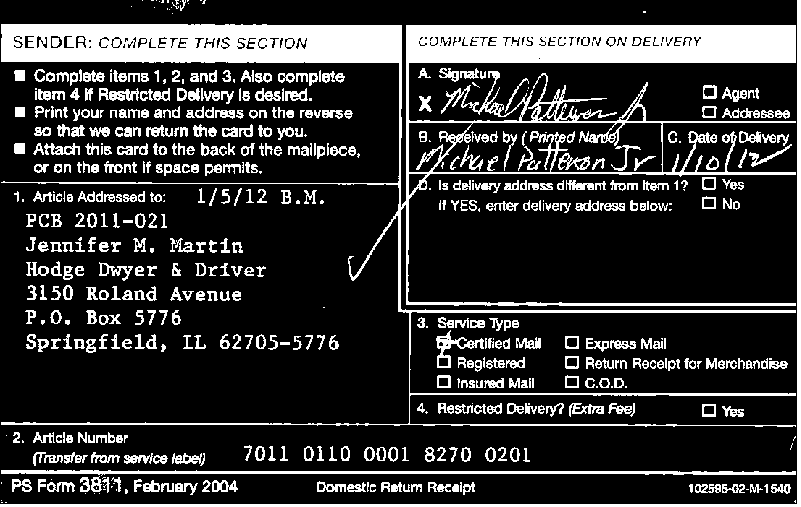 SENDER: COMPLETE THIS SECTION
■ Complete items 1, 2, and 3. Also complete
item 4 if Restricted Delivery is desired.
■ Print your name and address on the reverse
so that we can return the card to you.
■ Attach this card to the back of the mailpiece,
or on the front if space permits.
1. Article Addressed to: 1/5/12 B.M.
PCB 2011-021
Jennifer M. Martin
Hodge Dwyer & Driver
3150 Roland Avenue
P.O. Box 5776
Springfield, IL 62705-5776
2. Article Number
(Transfer from service label) 7011 0110 0001 8270 0201
COMPLETE THIS SECTION ON DELIVERY
A. Signature
X Michael Patterson Jr
☐ Agent
☐ Addressee
B. Received by (Printed Name) C. Date of Delivery
Michael Patterson Jr 1/10/12
D. Is delivery address different from item 1? ☐ Yes
If YES, enter delivery address below: ☐ No
3. Service Type
☒ Certified Mail ☐ Express Mail
☐ Registered ☐ Return Receipt for Merchandise
☐ Insured Mail ☐ C.O.D.
4. Restricted Delivery? (Extra Fee) ☐ Yes
PS Form 3811, February 2004 Domestic Return Receipt 102595-02-M-1540